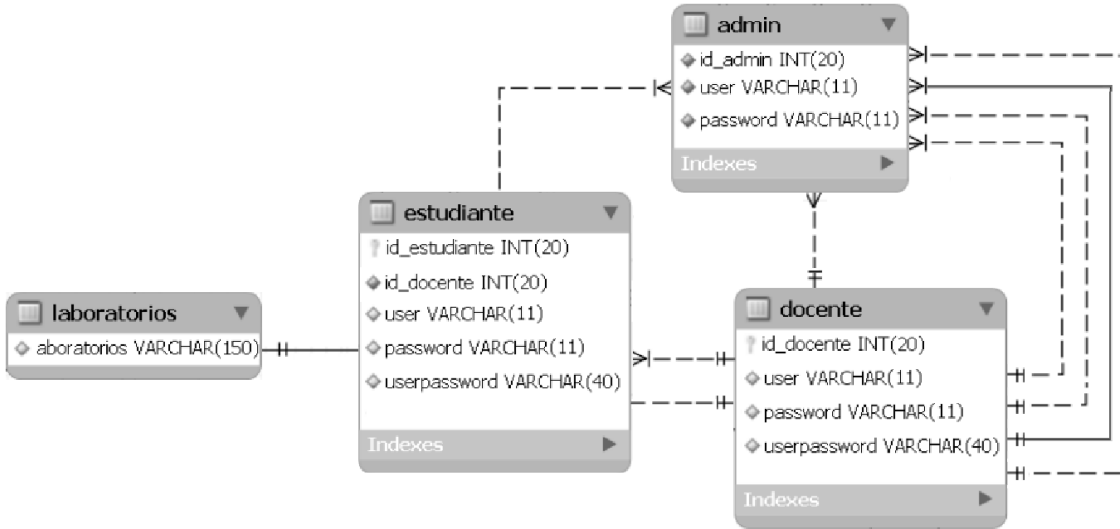 admin
id_admin INT(20)
user VARCHAR(11)
password VARCHAR(11)
Indexes
estudiante
id_estudiante INT(20)
id_docente INT(20)
user VARCHAR(11)
password VARCHAR(11)
userpassword VARCHAR(40)
Indexes
laboratorios
aboratorios VARCHAR(150)
docente
id_docente INT(20)
user VARCHAR(11)
password VARCHAR(11)
userpassword VARCHAR(40)
Indexes